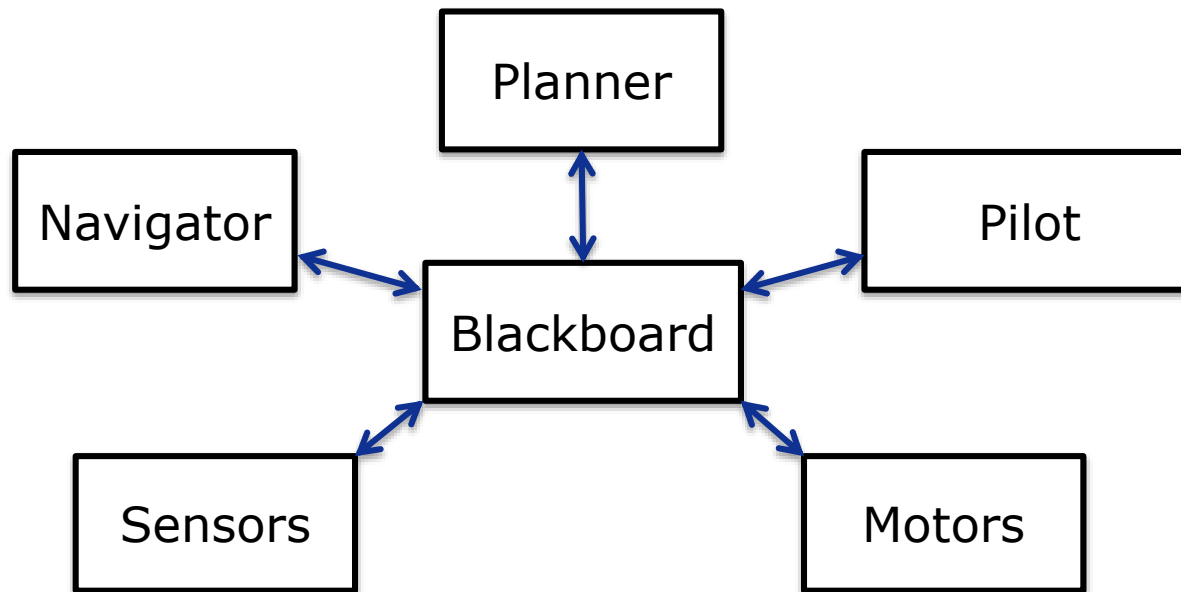 Planner
Navigator
Pilot
Blackboard
Sensors
Motors